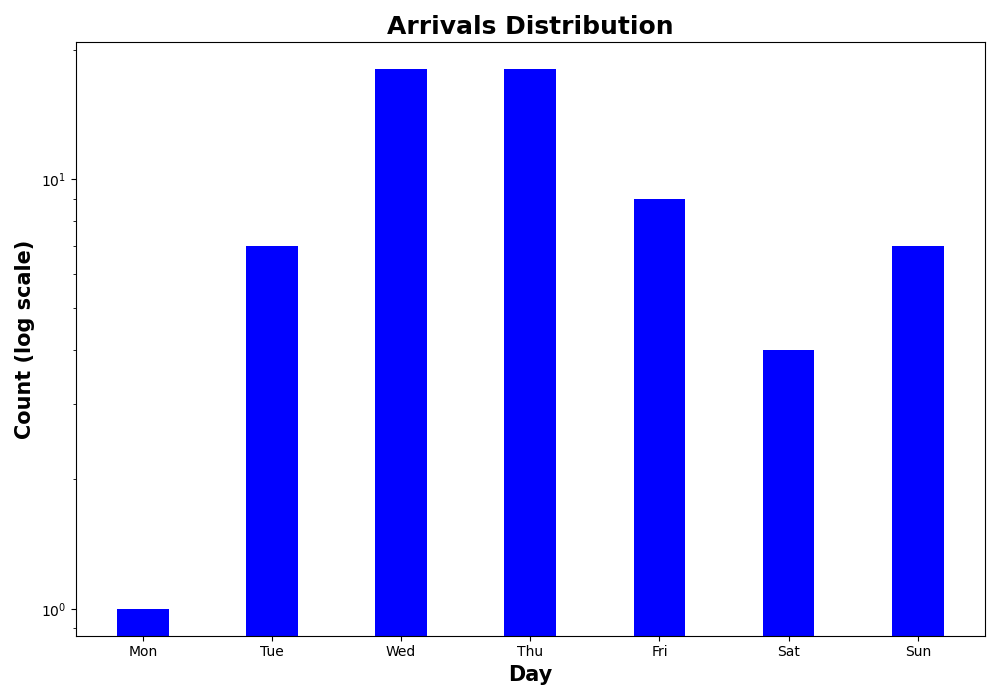 Arrivals Distribution
Count (log scale)
10¹
10⁰
Mon Tue Wed Thu Fri Sat Sun
Day